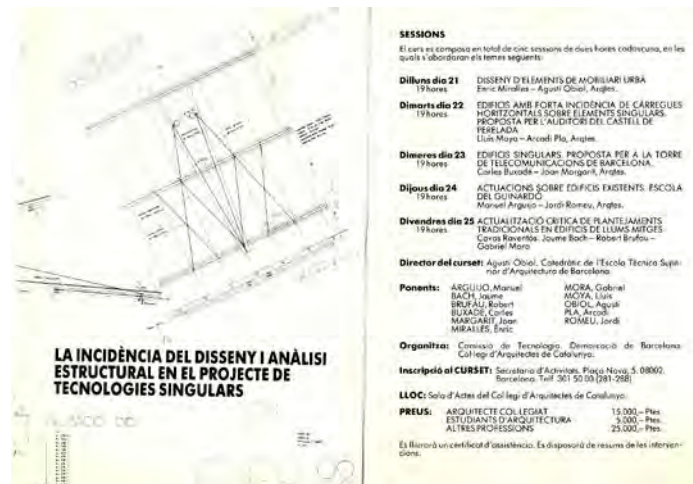 LA INCIDÈNCIA DEL DISSENY I ANÀLISI
ESTRUCTURAL EN EL PROJECTE DE
TECNOLOGIES SINGULARS
SESSIONS
El curs es composa en total de cinc sessions de dues hores cadascuna, en les
quals s'abordaran els temes següents:
Dilluns dia 21 DISSENY D'ELEMENTS DE MOBILIARI URBÀ
19 hores Enric Miralles – Agustí Obiol, Arqtes.
Dimarts dia 22 EDIFICIS AMB FORTA INCIDÈNCIA DE CÀRREGUES
19 hores HORITZONTALS SOBRE ELEMENTS SINGULARS.
PROPOSTA PER L'AUDITORI DEL CASTELL DE
PERELADA
Lluís Moya – Arcadi Pla, Arqtes.
Dimecres dia 23 EDIFICIS SINGULARS. PROPOSTA PER A LA TORRE
19 hores DE TELECOMUNICACIONS DE BARCELONA.
Carles Buxadé – Joan Margarit, Arqtes.
Dijous dia 24 ACTUACIONS SOBRE EDIFICIS EXISTENTS. ESCOLA
19 hores DEL GUINARDÓ
Manuel Arguijo – Jordi Romeu, Arqtes.
Divendres dia 25 ACTUALITZACIÓ CRÍTICA DE PLANTEJAMENTS
19 hores TRADICIONALS EN EDIFICIS DE LLUMS MITGES
Cavas Raventós. Jaume Bach – Robert Brufau –
Gabriel Mora
Director del curset: Agustí Obiol. Catedràtic de l'Escola Tècnica Superior d'Arquitectura de Barcelona.
Ponents: ARGUIJO, Manuel MORA, Gabriel
BACH, Jaume MOYA, Lluís
BRUFAU, Robert OBIOL, Agustí
BUXADÉ, Carles PLA, Arcadi
MARGARIT, Joan ROMEU, Jordi
MIRALLES, Enric
Organitza: Comissió de Tecnologia. Demarcació de Barcelona.
Col·legi d'Arquitectes de Catalunya.
Inscripció al CURSET: Secretaria d'Activitats. Plaça Nova, 5. 08002.
Barcelona. Telf. 301 50 00 (281-288)
LLOC: Sala d'Actes del Col·legi d'Arquitectes de Catalunya.
PREUS: ARQUITECTE COL·LEGIAT 15.000,– Ptes.
ESTUDIANTS D'ARQUITECTURA 5.000,– Ptes.
ALTRES PROFESSIONS 25.000,– Ptes.
Es lliurarà un certificat d'assistència. Es disposarà de resums de les intervencions.